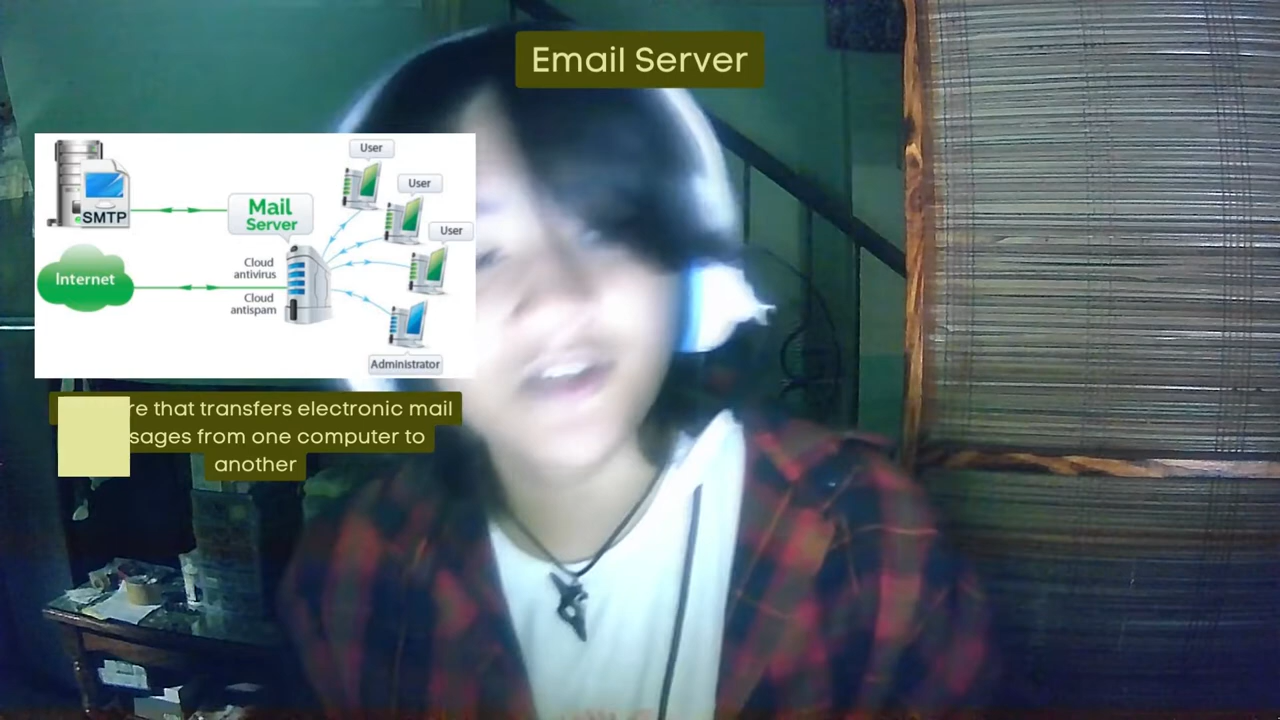 Email Server
User
User
User
SMTP
Mail
Server
Internet
Cloud
antivirus
Cloud
antispam
Administrator
re that transfers electronic mail
sages from one computer to
another